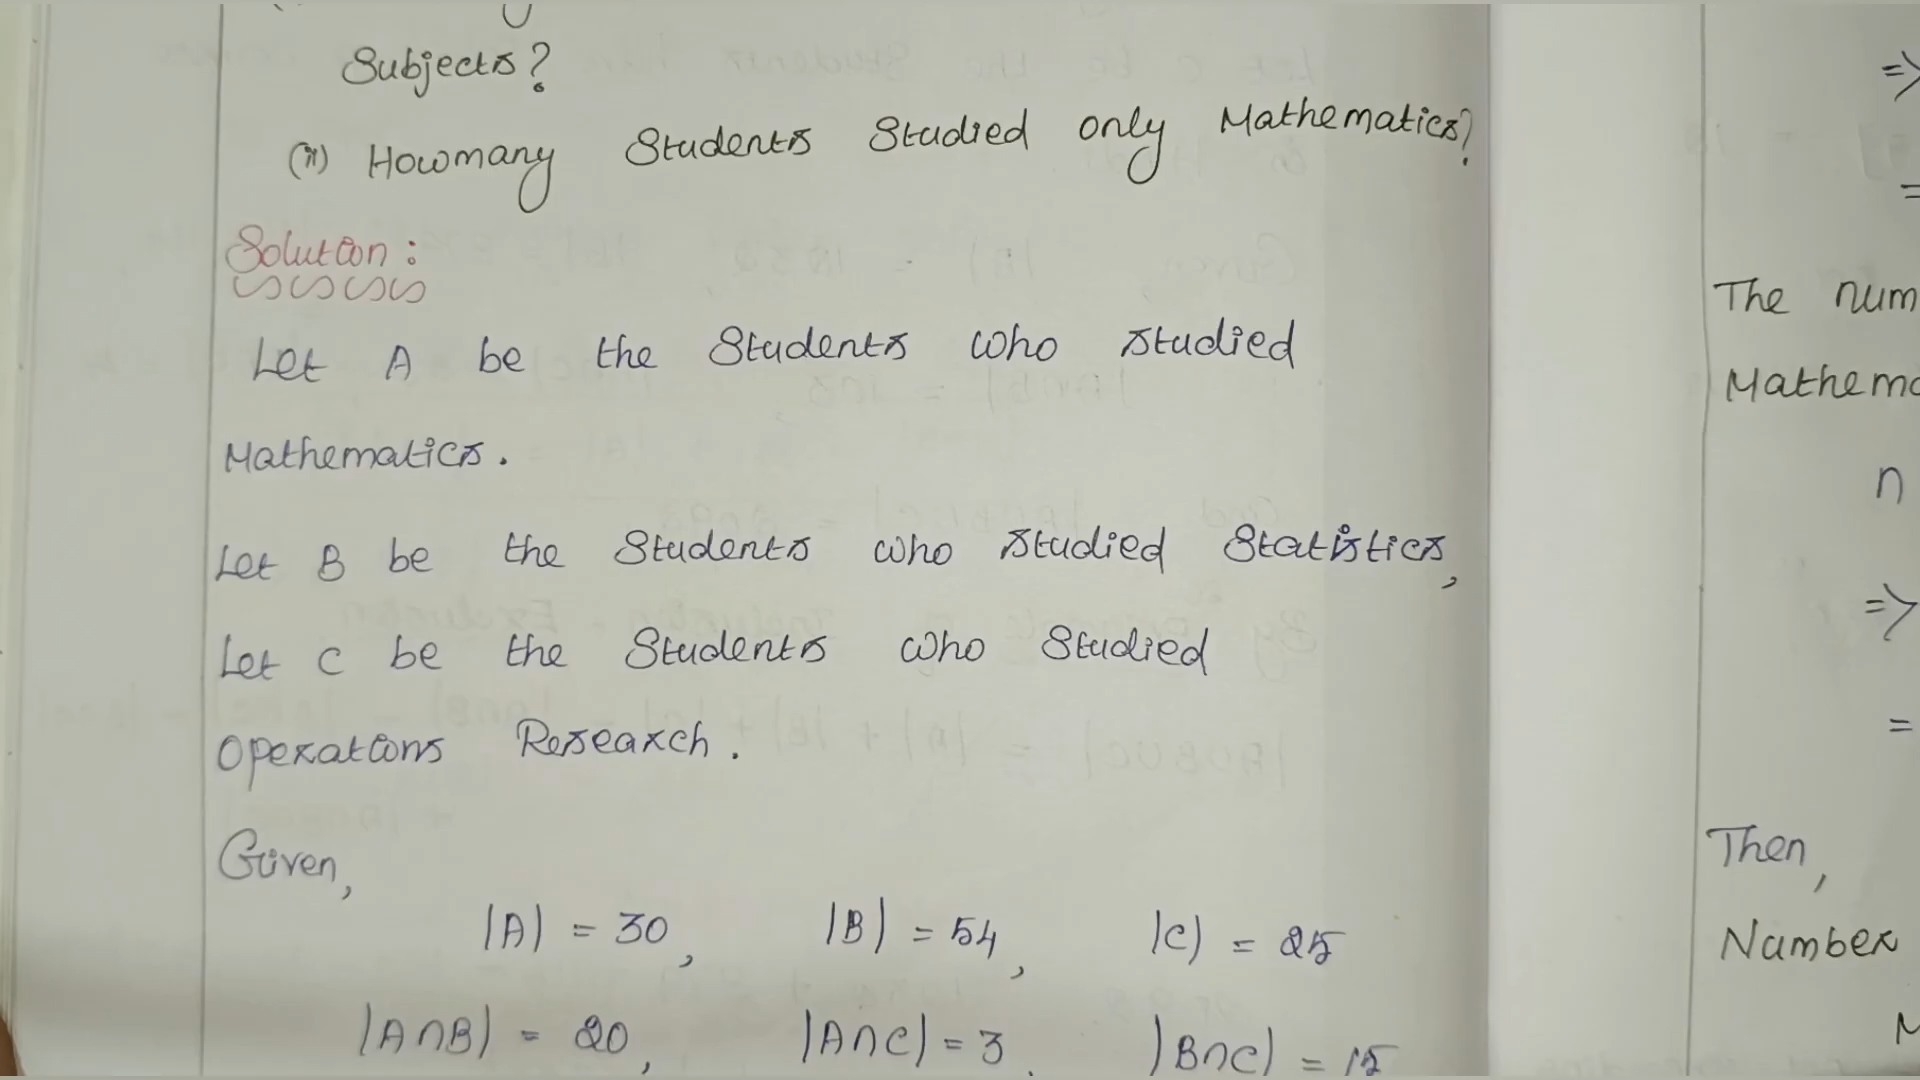 Subjects?
(ii) Howmany Students Studied only Mathematics?
Solution:
Let A be the Students who studied
Mathematics.
Let B be the Students who studied Statistics,
Let C be the Students who Studied
Operations Research.
Given,
|A| = 30, |B| = 54, |C| = 25
|A∩B| = 20, |A∩C| = 3, |B∩C| = 15
=>
=
The num
Mathema
n
=>
=
Then,
Number
M